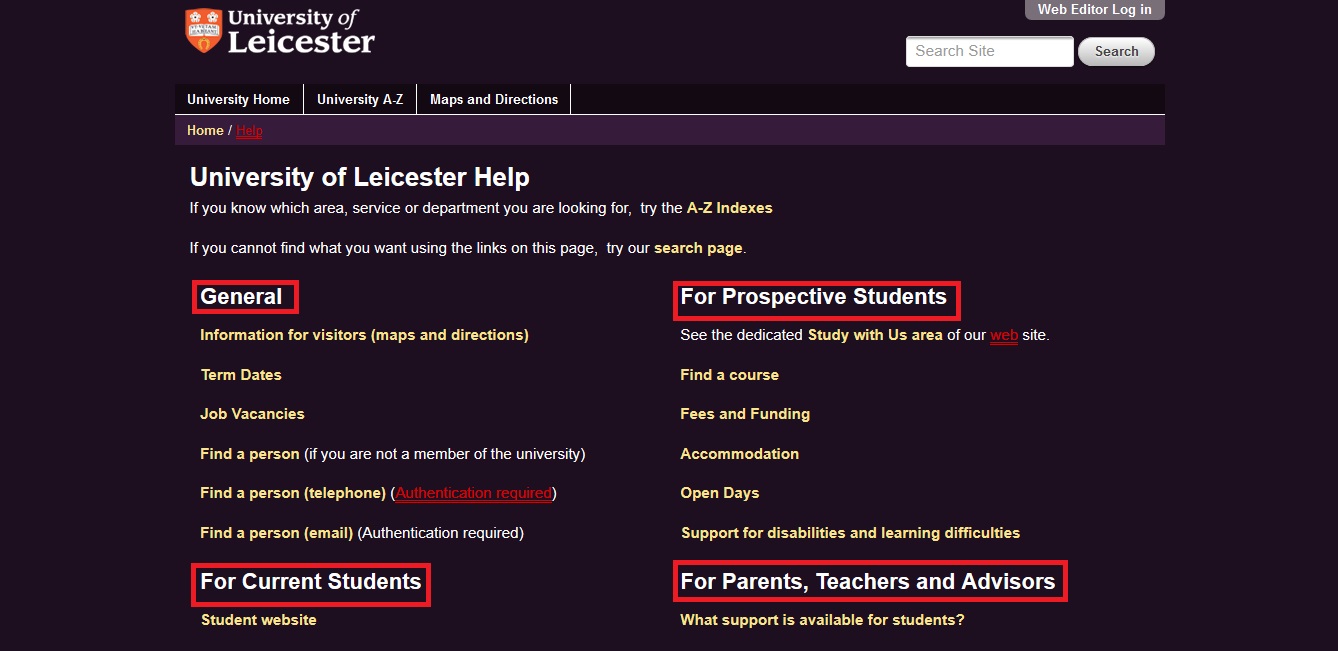 University of
Leicester
Web Editor Log in
Search Site
Search
University Home
University A-Z
Maps and Directions
Home / Help
University of Leicester Help
If you know which area, service or department you are looking for, try the A-Z Indexes
If you cannot find what you want using the links on this page, try our search page.
General
Information for visitors (maps and directions)
Term Dates
Job Vacancies
Find a person (if you are not a member of the university)
Find a person (telephone) (Authentication required)
Find a person (email) (Authentication required)
For Current Students
Student website
For Prospective Students
See the dedicated Study with Us area of our web site.
Find a course
Fees and Funding
Accommodation
Open Days
Support for disabilities and learning difficulties
For Parents, Teachers and Advisors
What support is available for students?